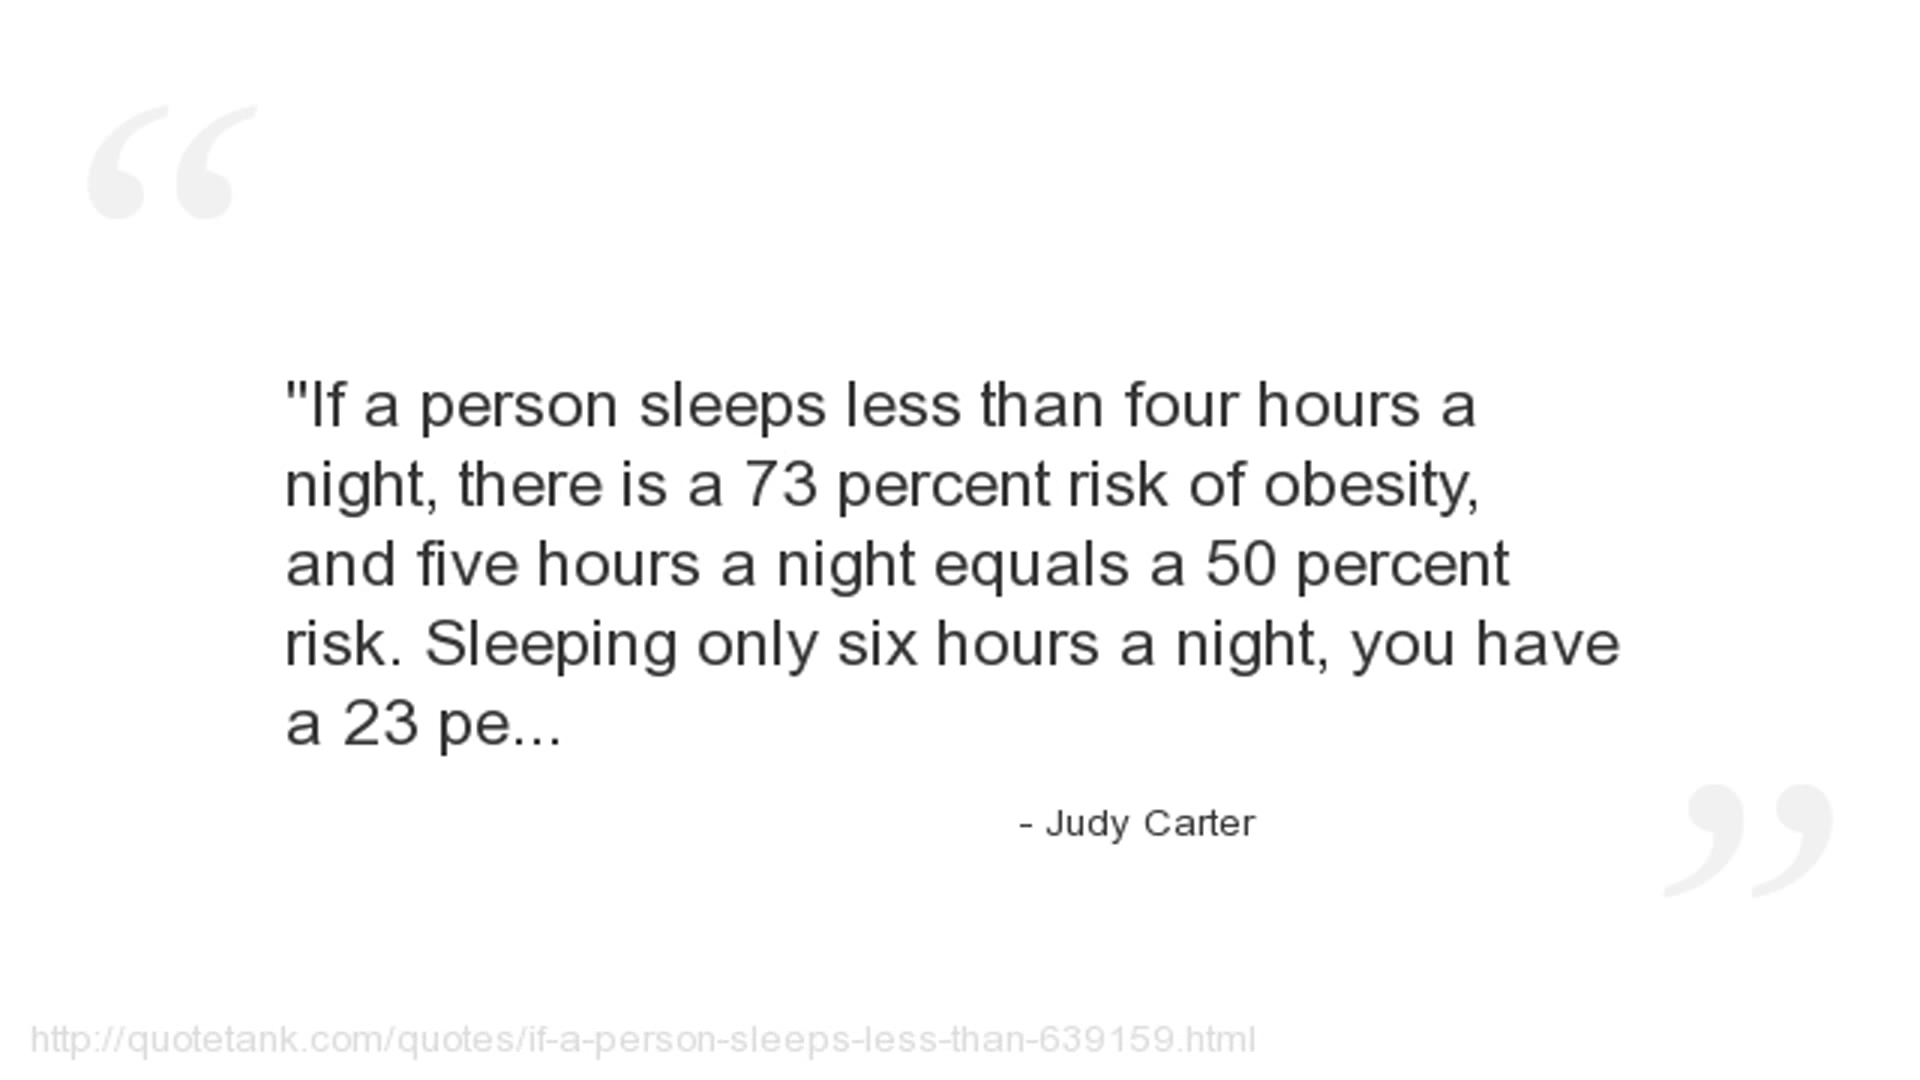 "If a person sleeps less than four hours a
night, there is a 73 percent risk of obesity,
and five hours a night equals a 50 percent
risk. Sleeping only six hours a night, you have
a 23 pe...
- Judy Carter
http://quotetank.com/quotes/if-a-person-sleeps-less-than-639159.html